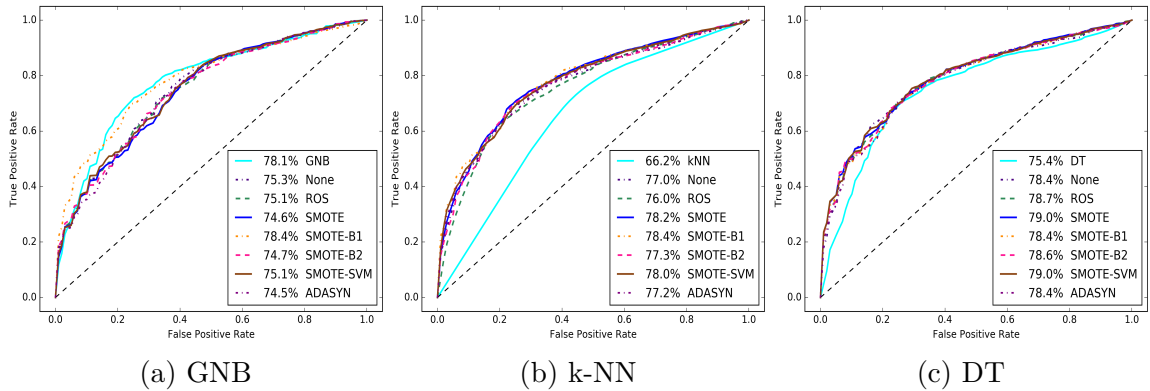 1.0
0.8
0.6
0.4
0.2
0.0
True Positive Rate
78.1% GNB
75.3% None
75.1% ROS
74.6% SMOTE
78.4% SMOTE-B1
74.7% SMOTE-B2
75.1% SMOTE-SVM
74.5% ADASYN
0.0 0.2 0.4 0.6 0.8 1.0
False Positive Rate
(a) GNB
1.0
0.8
0.6
0.4
0.2
0.0
True Positive Rate
66.2% kNN
77.0% None
76.0% ROS
78.2% SMOTE
78.4% SMOTE-B1
77.3% SMOTE-B2
78.0% SMOTE-SVM
77.2% ADASYN
0.0 0.2 0.4 0.6 0.8 1.0
False Positive Rate
(b) k-NN
1.0
0.8
0.6
0.4
0.2
0.0
True Positive Rate
75.4% DT
78.4% None
78.7% ROS
79.0% SMOTE
78.4% SMOTE-B1
78.6% SMOTE-B2
79.0% SMOTE-SVM
78.4% ADASYN
0.0 0.2 0.4 0.6 0.8 1.0
False Positive Rate
(c) DT